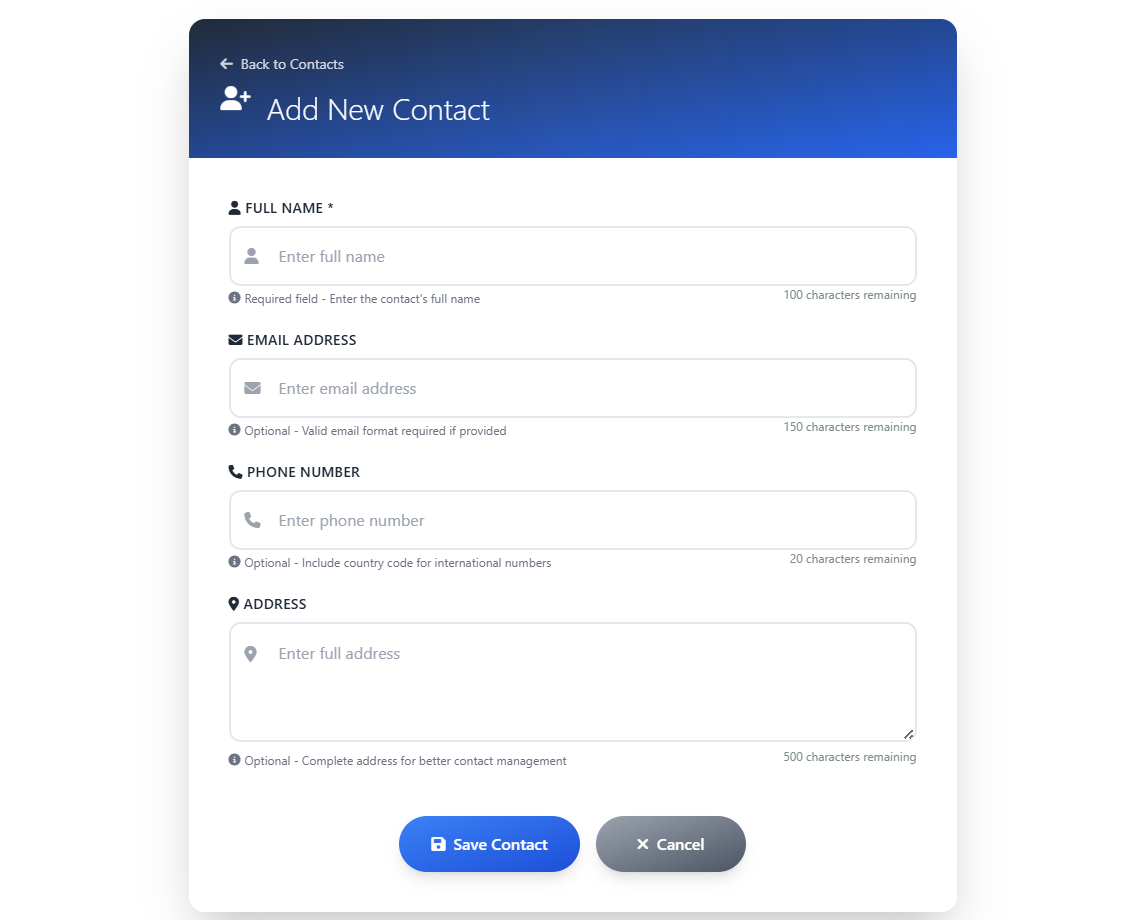 Back to Contacts
Add New Contact
FULL NAME *
Enter full name
Required field - Enter the contact's full name
100 characters remaining
EMAIL ADDRESS
Enter email address
Optional - Valid email format required if provided
150 characters remaining
PHONE NUMBER
Enter phone number
Optional - Include country code for international numbers
20 characters remaining
ADDRESS
Enter full address
Optional - Complete address for better contact management
500 characters remaining
Save Contact
Cancel